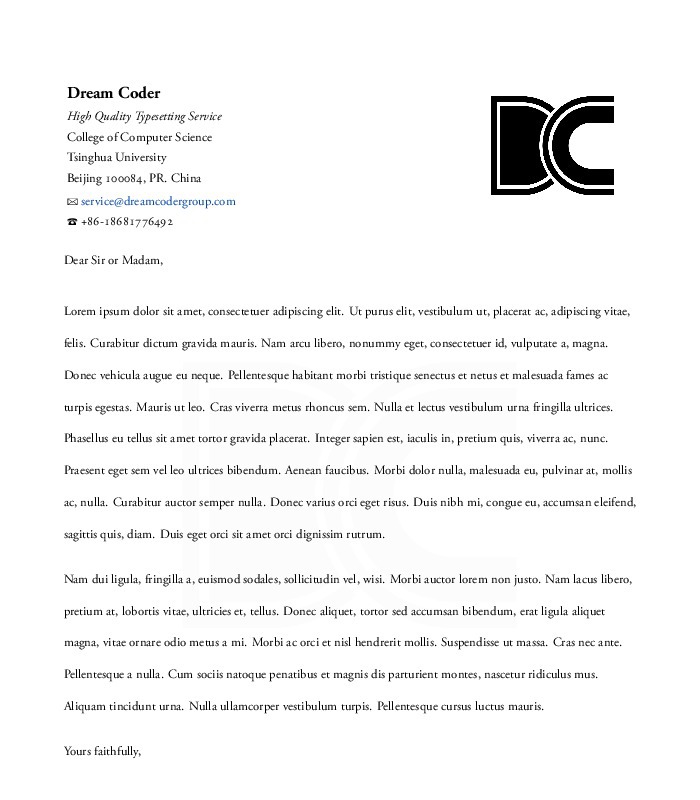 Dream Coder
High Quality Typesetting Service
College of Computer Science
Tsinghua University
Beijing 100084, PR. China
✉ service@dreamcodergroup.com
☎ +86-18681776492
DC
Dear Sir or Madam,
Lorem ipsum dolor sit amet, consectetuer adipiscing elit. Ut purus elit, vestibulum ut, placerat ac, adipiscing vitae,
felis. Curabitur dictum gravida mauris. Nam arcu libero, nonummy eget, consectetuer id, vulputate a, magna.
Donec vehicula augue eu neque. Pellentesque habitant morbi tristique senectus et netus et malesuada fames ac
turpis egestas. Mauris ut leo. Cras viverra metus rhoncus sem. Nulla et lectus vestibulum urna fringilla ultrices.
Phasellus eu tellus sit amet tortor gravida placerat. Integer sapien est, iaculis in, pretium quis, viverra ac, nunc.
Praesent eget sem vel leo ultrices bibendum. Aenean faucibus. Morbi dolor nulla, malesuada eu, pulvinar at, mollis
ac, nulla. Curabitur auctor semper nulla. Donec varius orci eget risus. Duis nibh mi, congue eu, accumsan eleifend,
sagittis quis, diam. Duis eget orci sit amet orci dignissim rutrum.
Nam dui ligula, fringilla a, euismod sodales, sollicitudin vel, wisi. Morbi auctor lorem non justo. Nam lacus libero,
pretium at, lobortis vitae, ultricies et, tellus. Donec aliquet, tortor sed accumsan bibendum, erat ligula aliquet
magna, vitae ornare odio metus a mi. Morbi ac orci et nisl hendrerit mollis. Suspendisse ut massa. Cras nec ante.
Pellentesque a nulla. Cum sociis natoque penatibus et magnis dis parturient montes, nascetur ridiculus mus.
Aliquam tincidunt urna. Nulla ullamcorper vestibulum turpis. Pellentesque cursus luctus mauris.
Yours faithfully,